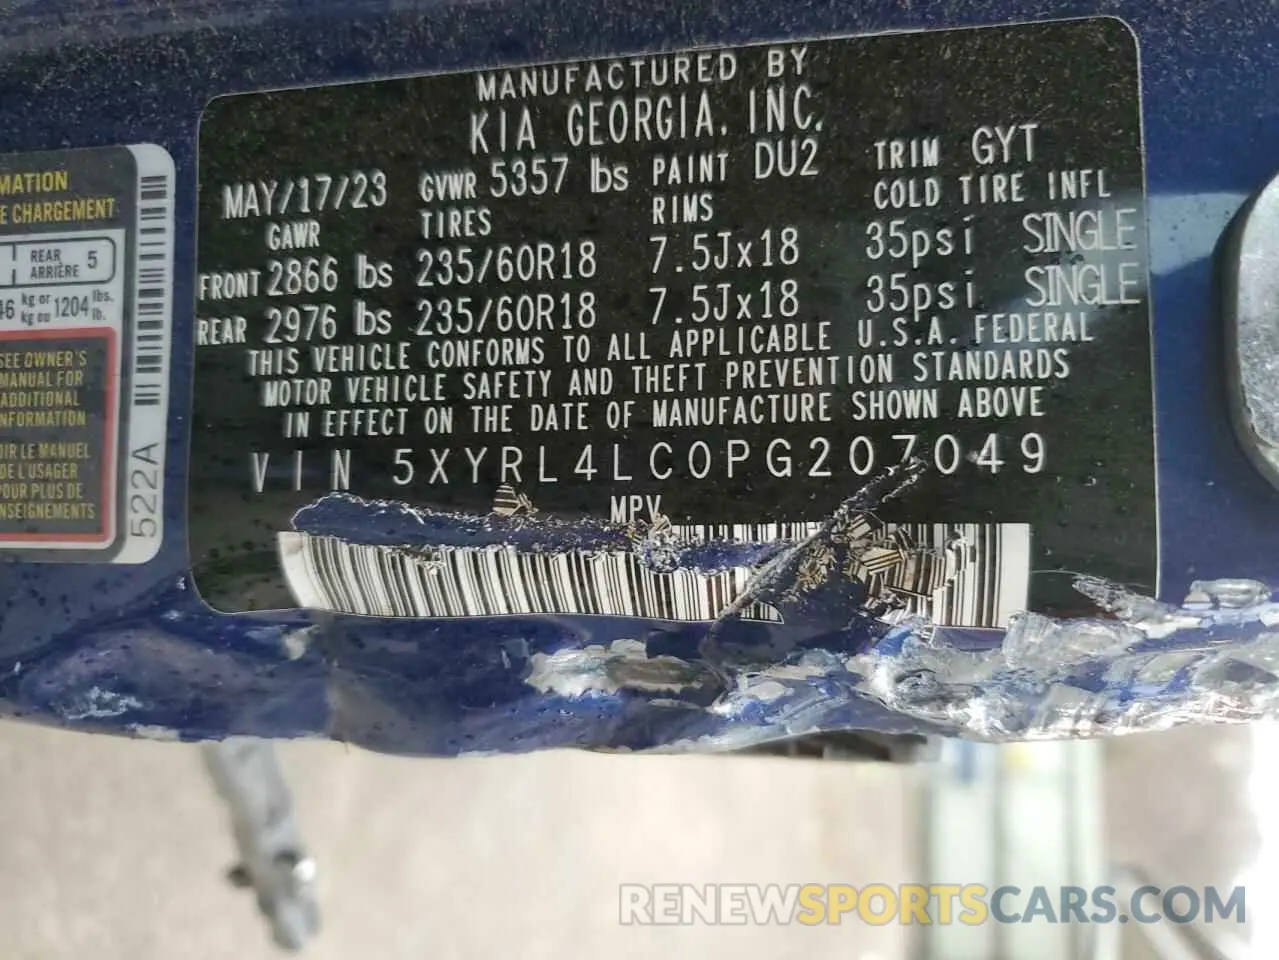 MANUFACTURED BY
KIA GEORGIA, INC.
MAY/17/23 GVWR 5357 lbs PAINT DU2 TRIM GYT
GAWR TIRES RIMS COLD TIRE INFL
FRONT 2866 lbs 235/60R18 7.5Jx18 35psi SINGLE
REAR 2976 lbs 235/60R18 7.5Jx18 35psi SINGLE
THIS VEHICLE CONFORMS TO ALL APPLICABLE U.S.A. FEDERAL
MOTOR VEHICLE SAFETY AND THEFT PREVENTION STANDARDS
IN EFFECT ON THE DATE OF MANUFACTURE SHOWN ABOVE
VIN 5XYRL4LC0PG207049
MPV
MATION
E CHARGEMENT
REAR 5
ARRIÈRE
46 kg or 1204 lbs.
kg ou lb.
SEE OWNER'S
MANUAL FOR
ADDITIONAL
INFORMATION
OIR LE MANUEL
DE L'USAGER
POUR PLUS DE
NSEIGNEMENTS
522A
RENEWSPORTSCARS.COM